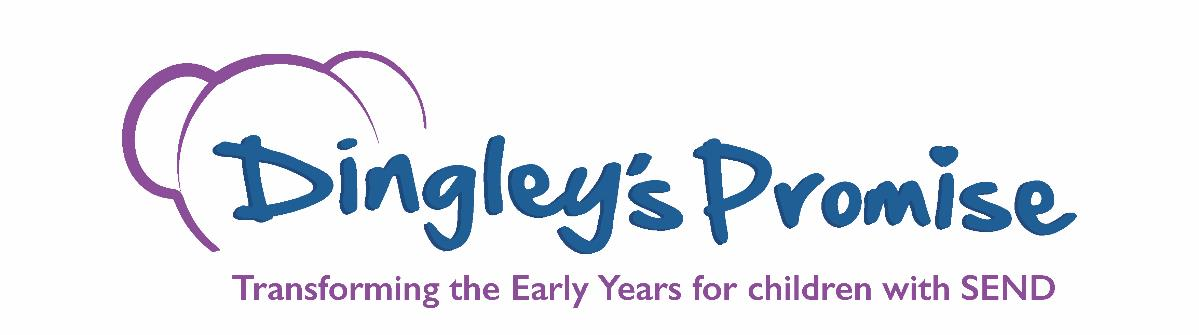 Dingley's Promise
Transforming the Early Years for children with SEND